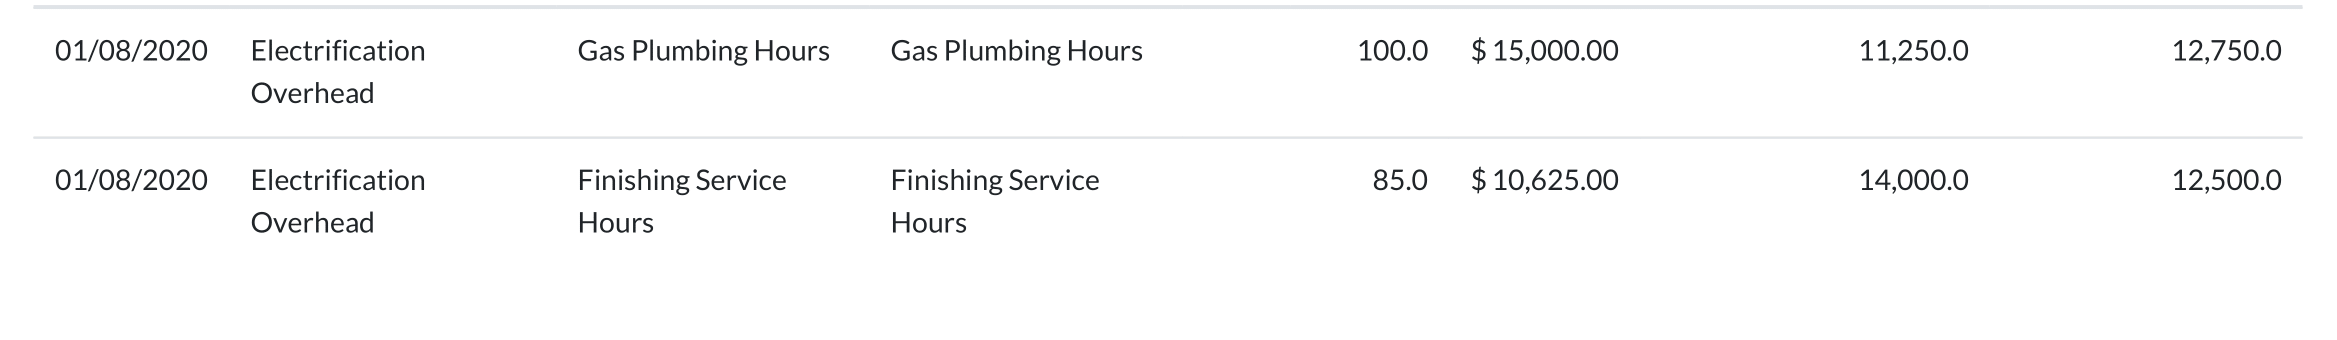 01/08/2020 Electrification Gas Plumbing Hours Gas Plumbing Hours 100.0 $ 15,000.00 11,250.0 12,750.0
Overhead
01/08/2020 Electrification Finishing Service Finishing Service 85.0 $ 10,625.00 14,000.0 12,500.0
Overhead Hours Hours